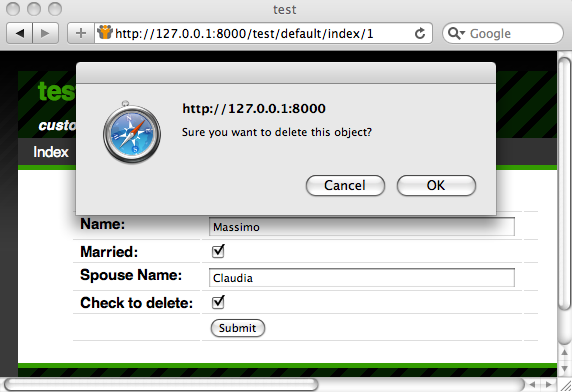 test
http://127.0.0.1:8000/test/default/index/1
Google
test
http://127.0.0.1:8000
custo
Sure you want to delete this object?
Index
Cancel OK
Name: Massimo
Married:
Spouse Name: Claudia
Check to delete:
Submit